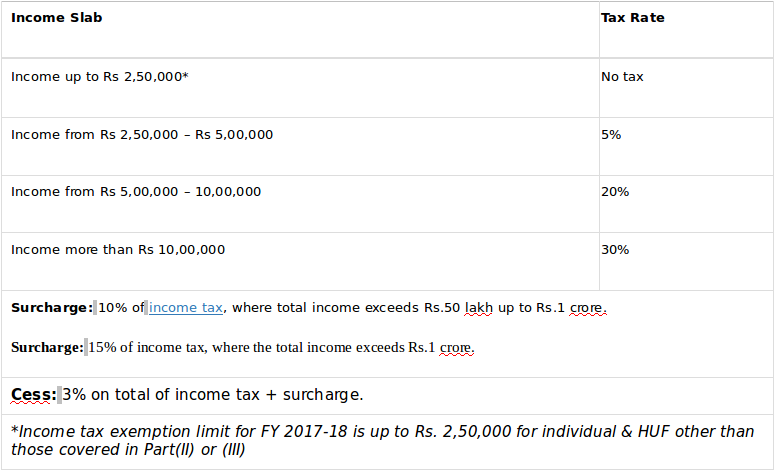 Income Slab Tax Rate
Income up to Rs 2,50,000* No tax
Income from Rs 2,50,000 – Rs 5,00,000 5%
Income from Rs 5,00,000 – 10,00,000 20%
Income more than Rs 10,00,000 30%
Surcharge: 10% of income tax, where total income exceeds Rs.50 lakh up to Rs.1 crore.
Surcharge: 15% of income tax, where the total income exceeds Rs.1 crore.
Cess: 3% on total of income tax + surcharge.
*Income tax exemption limit for FY 2017-18 is up to Rs. 2,50,000 for individual & HUF other than
those covered in Part(II) or (III)